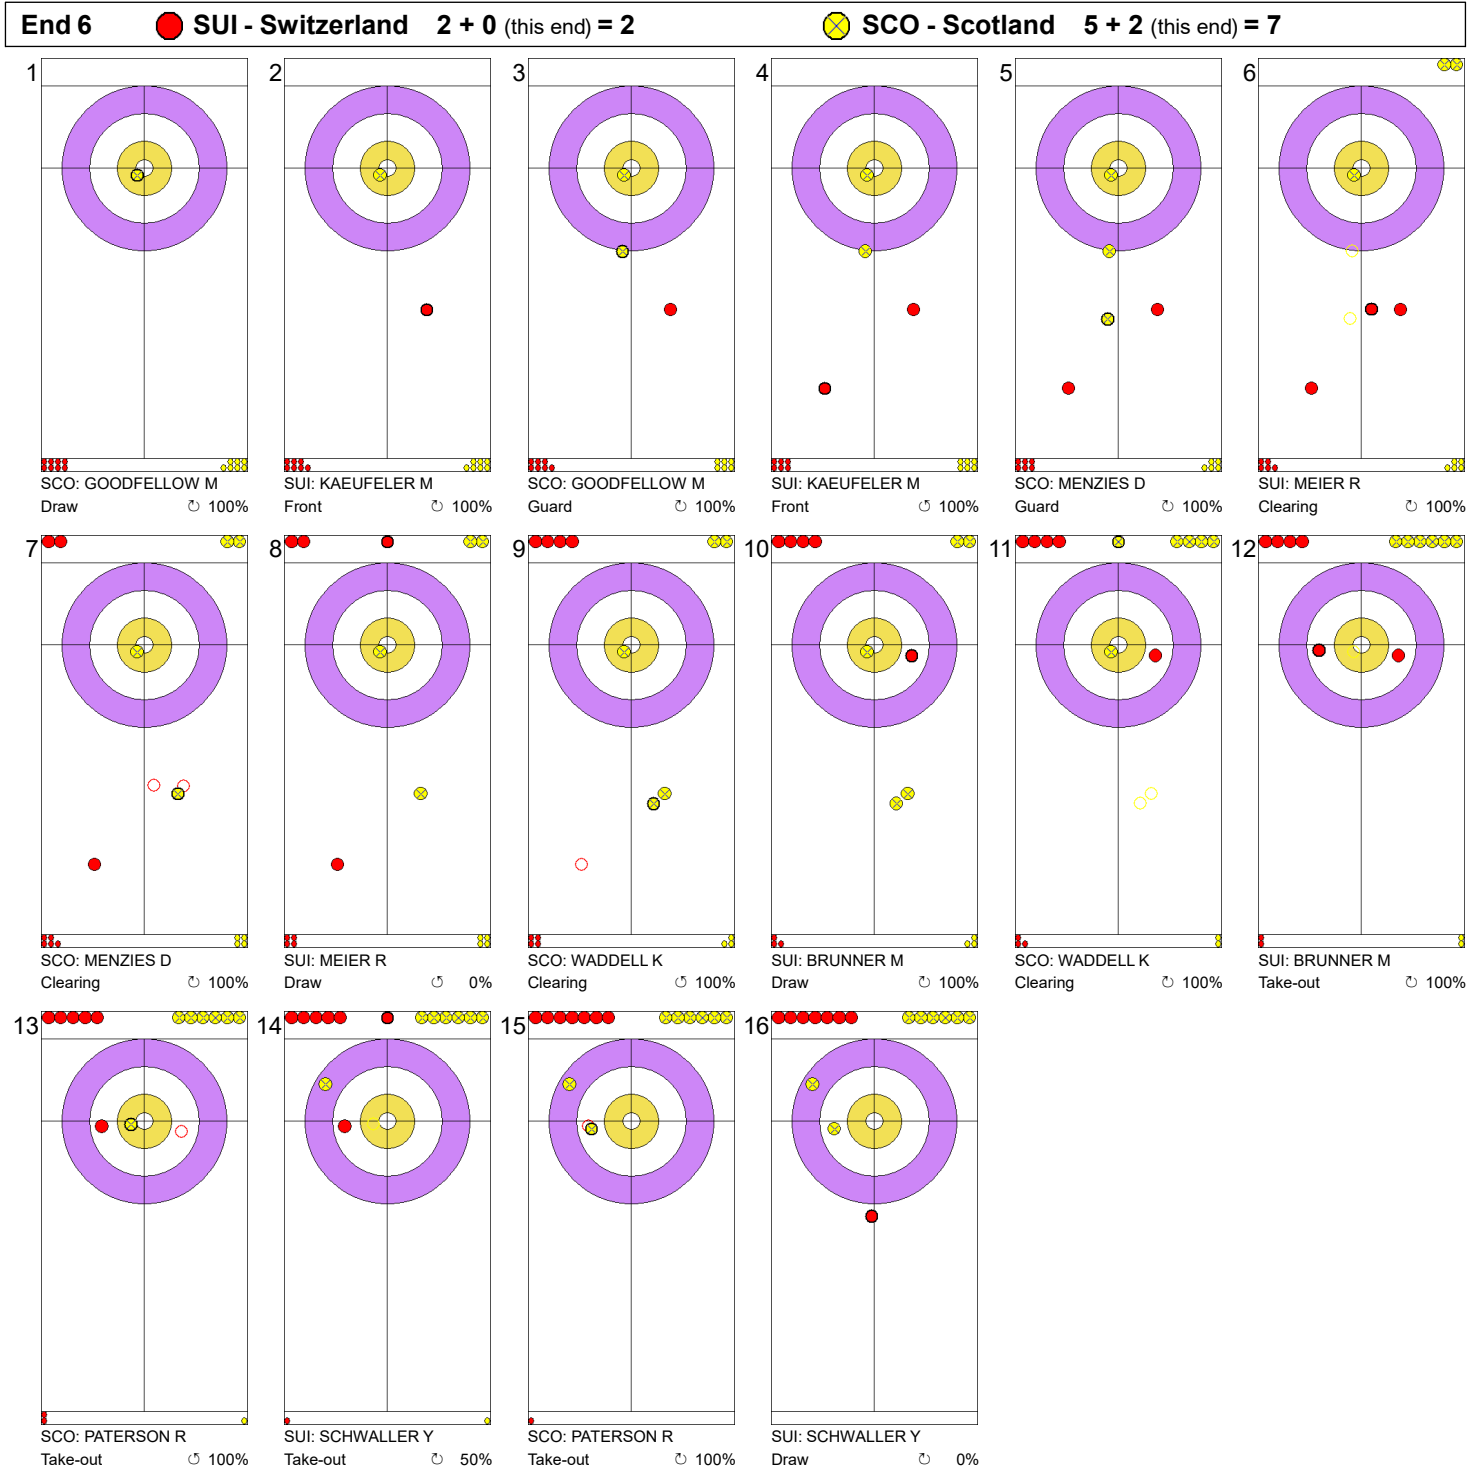 End 6 SUI - Switzerland 2 + 0 (this end) = 2 SCO - Scotland 5 + 2 (this end) = 7
1 2 3 4 5 6
SCO: GOODFELLOW M SUI: KAEUFELER M SCO: GOODFELLOW M SUI: KAEUFELER M SCO: MENZIES D SUI: MEIER R
Draw ↻ 100% Front ↻ 100% Guard ↻ 100% Front ↻ 100% Guard ↻ 100% Clearing ↻ 100%
7 8 9 10 11 12
SCO: MENZIES D SUI: MEIER R SCO: WADDELL K SUI: BRUNNER M SCO: WADDELL K SUI: BRUNNER M
Clearing ↻ 100% Draw ↺ 0% Clearing ↻ 100% Draw ↻ 100% Clearing ↻ 100% Take-out ↻ 100%
13 14 15 16
SCO: PATERSON R SUI: SCHWALLER Y SCO: PATERSON R SUI: SCHWALLER Y
Take-out ↺ 100% Take-out ↺ 50% Take-out ↻ 100% Draw ↻ 0%